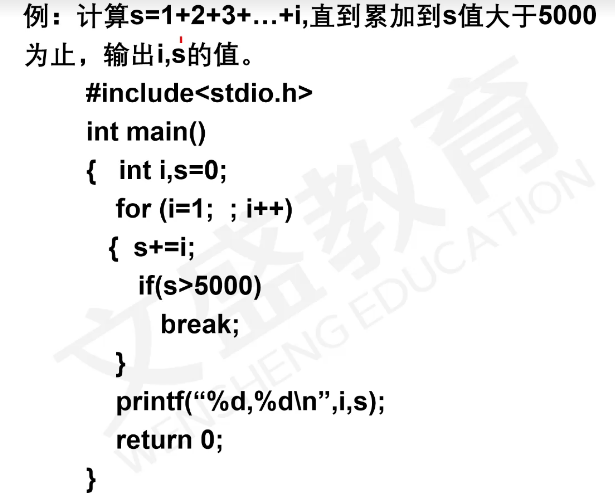 例：计算s=1+2+3+…+i,直到累加到s值大于5000
为止，输出i,s的值。
#include<stdio.h>
int main()
{ int i,s=0;
for (i=1; ; i++)
{ s+=i;
if(s>5000)
break;
}
printf(“%d,%d\n”,i,s);
return 0;
}
文盛教育
WENSHENG EDUCATION